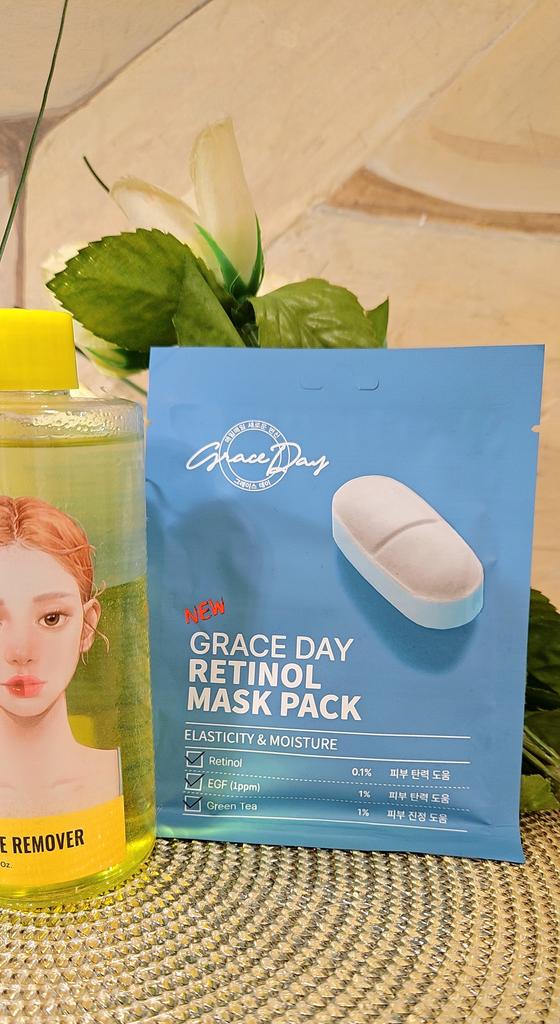 Grace Day
그레이스 데이
NEW
GRACE DAY
RETINOL
MASK PACK
ELASTICITY & MOISTURE
Retinol 0.1% 피부 탄력 도움
EGF (1ppm) 1% 피부 탄력 도움
Green Tea 1% 피부 진정 도움
E REMOVER
Oz.